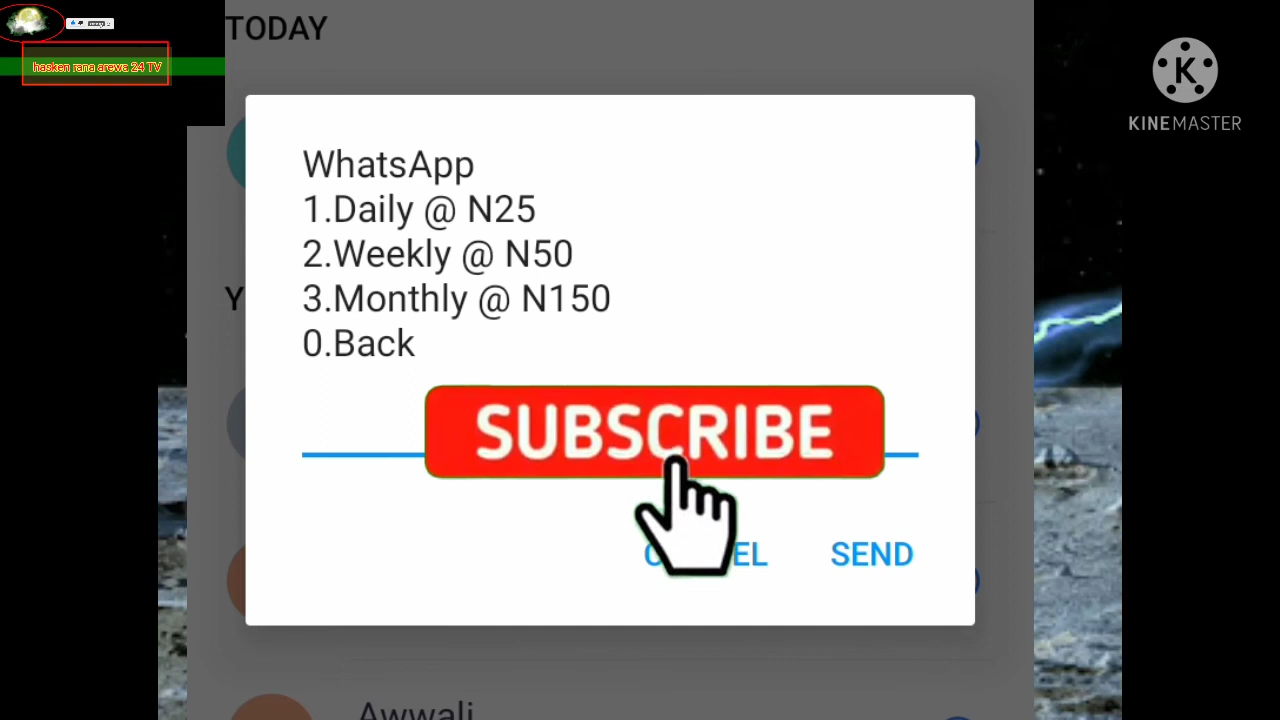 TODAY
hasken rana arewa 24 TV
KINEMASTER
WhatsApp
1.Daily @ N25
2.Weekly @ N50
3.Monthly @ N150
0.Back
SUBSCRIBE
SEND
Awwali